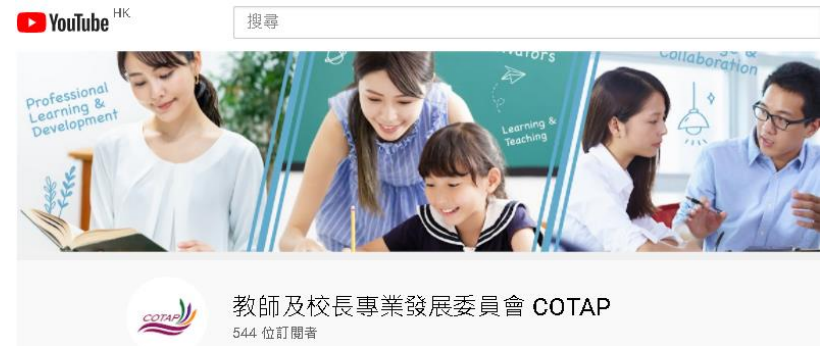 YouTube HK
搜尋
Professional
Learning &
Development
Learning &
Teaching
Collaboration
COTAP
教師及校長專業發展委員會 COTAP
544 位訂閱者